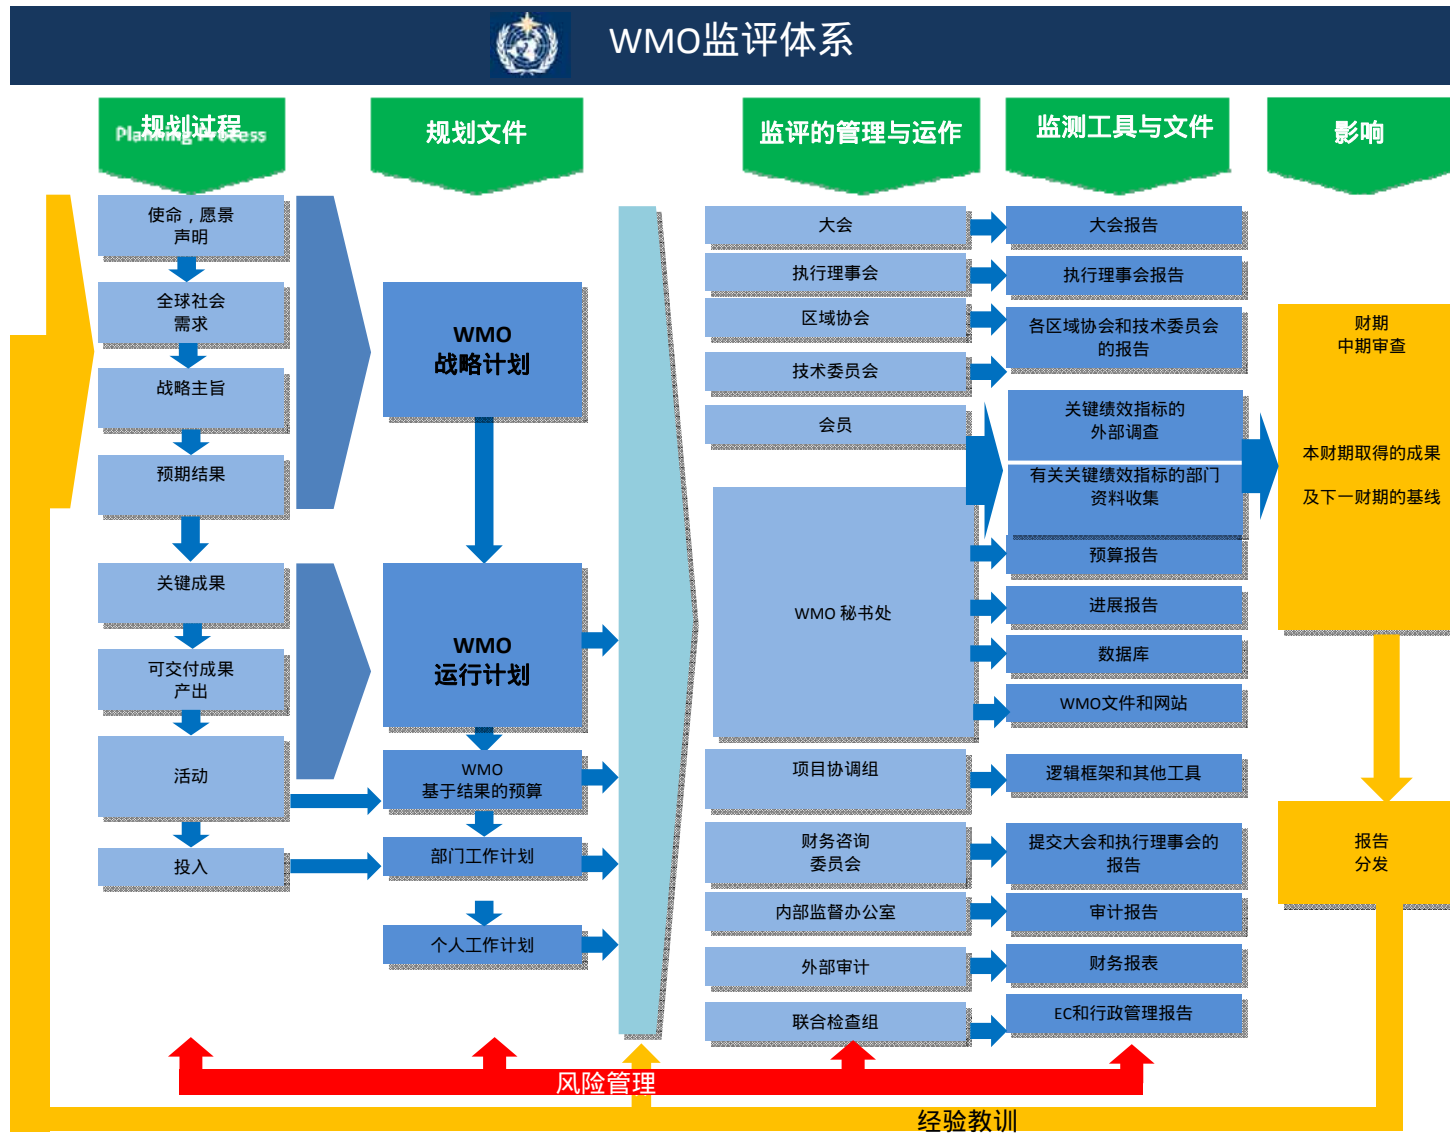 WMO监评体系
规划过程
Planning Process
规划文件
监评的管理与运作
监测工具与文件
影响
使命，愿景
声明
全球社会
需求
战略主旨
预期结果
关键成果
可交付成果
产出
活动
投入
WMO
战略计划
WMO
运行计划
WMO
基于结果的预算
部门工作计划
个人工作计划
大会
执行理事会
区域协会
技术委员会
会员
WMO 秘书处
项目协调组
财务咨询
委员会
内部监督办公室
外部审计
联合检查组
大会报告
执行理事会报告
各区域协会和技术委员会
的报告
关键绩效指标的
外部调查
有关关键绩效指标的部门
资料收集
预算报告
进展报告
数据库
WMO文件和网站
逻辑框架和其他工具
提交大会和执行理事会的
报告
审计报告
财务报表
EC和行政管理报告
财期
中期审查
本财期取得的成果
及下一财期的基线
报告
分发
风险管理
经验教训